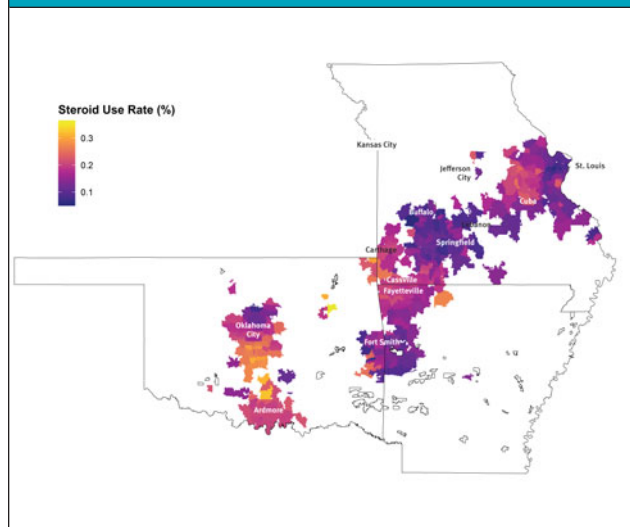 Steroid Use Rate (%)
0.3
0.2
0.1
Kansas City
Jefferson
City
St. Louis
Cuba
Buffalo
Lebanon
Springfield
Carthage
Cassville
Fayetteville
Oklahoma
City
Fort Smith
Ardmore